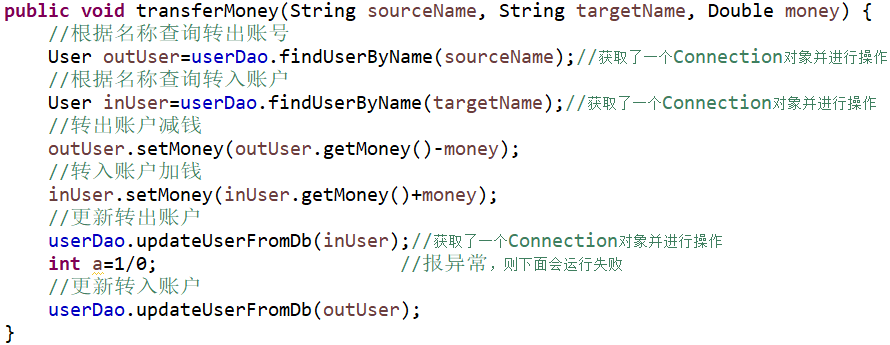 public void transferMoney(String sourceName, String targetName, Double money) {
//根据名称查询转出账号
User outUser=userDao.findUserByName(sourceName);//获取了一个Connection对象并进行操作
//根据名称查询转入账户
User inUser=userDao.findUserByName(targetName);//获取了一个Connection对象并进行操作
//转出账户减钱
outUser.setMoney(outUser.getMoney()-money);
//转入账户加钱
inUser.setMoney(inUser.getMoney()+money);
//更新转出账户
userDao.updateUserFromDb(inUser);//获取了一个Connection对象并进行操作
int a=1/0; //报异常，则下面会运行失败
//更新转入账户
userDao.updateUserFromDb(outUser);
}